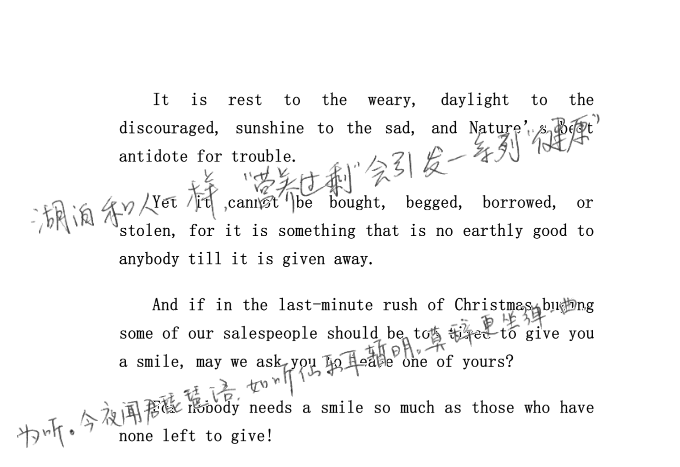 It is rest to the weary, daylight to the
discouraged, sunshine to the sad, and Nature's best
antidote for trouble.
湖泊和人一样,"营养过剩"会引发一系列"健康"
Yet it cannot be bought, begged, borrowed, or
stolen, for it is something that is no earthly good to
anybody till it is given away.
And if in the last-minute rush of Christmas buying
some of our salespeople should be too tired to give you
a smile, may we ask you to leave one of yours?
为听。今夜闻君琵琶语,如听仙乐耳暂明。莫辞更坐弹一曲,
For nobody needs a smile so much as those who have
none left to give!